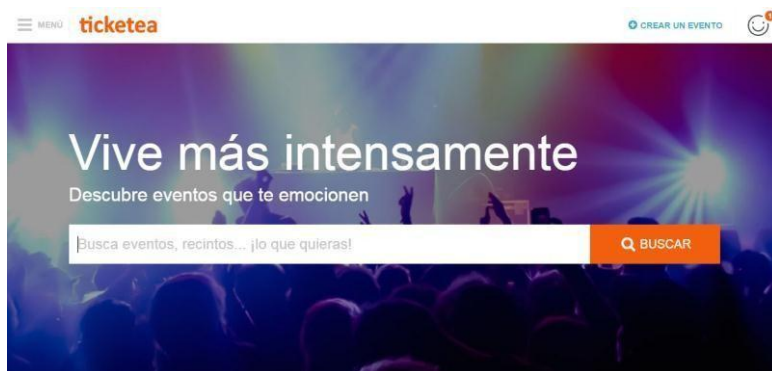 MENÚ
ticketea
CREAR UN EVENTO
Vive más intensamente
Descubre eventos que te emocionen
Busca eventos, recintos... ¡lo que quieras!
BUSCAR